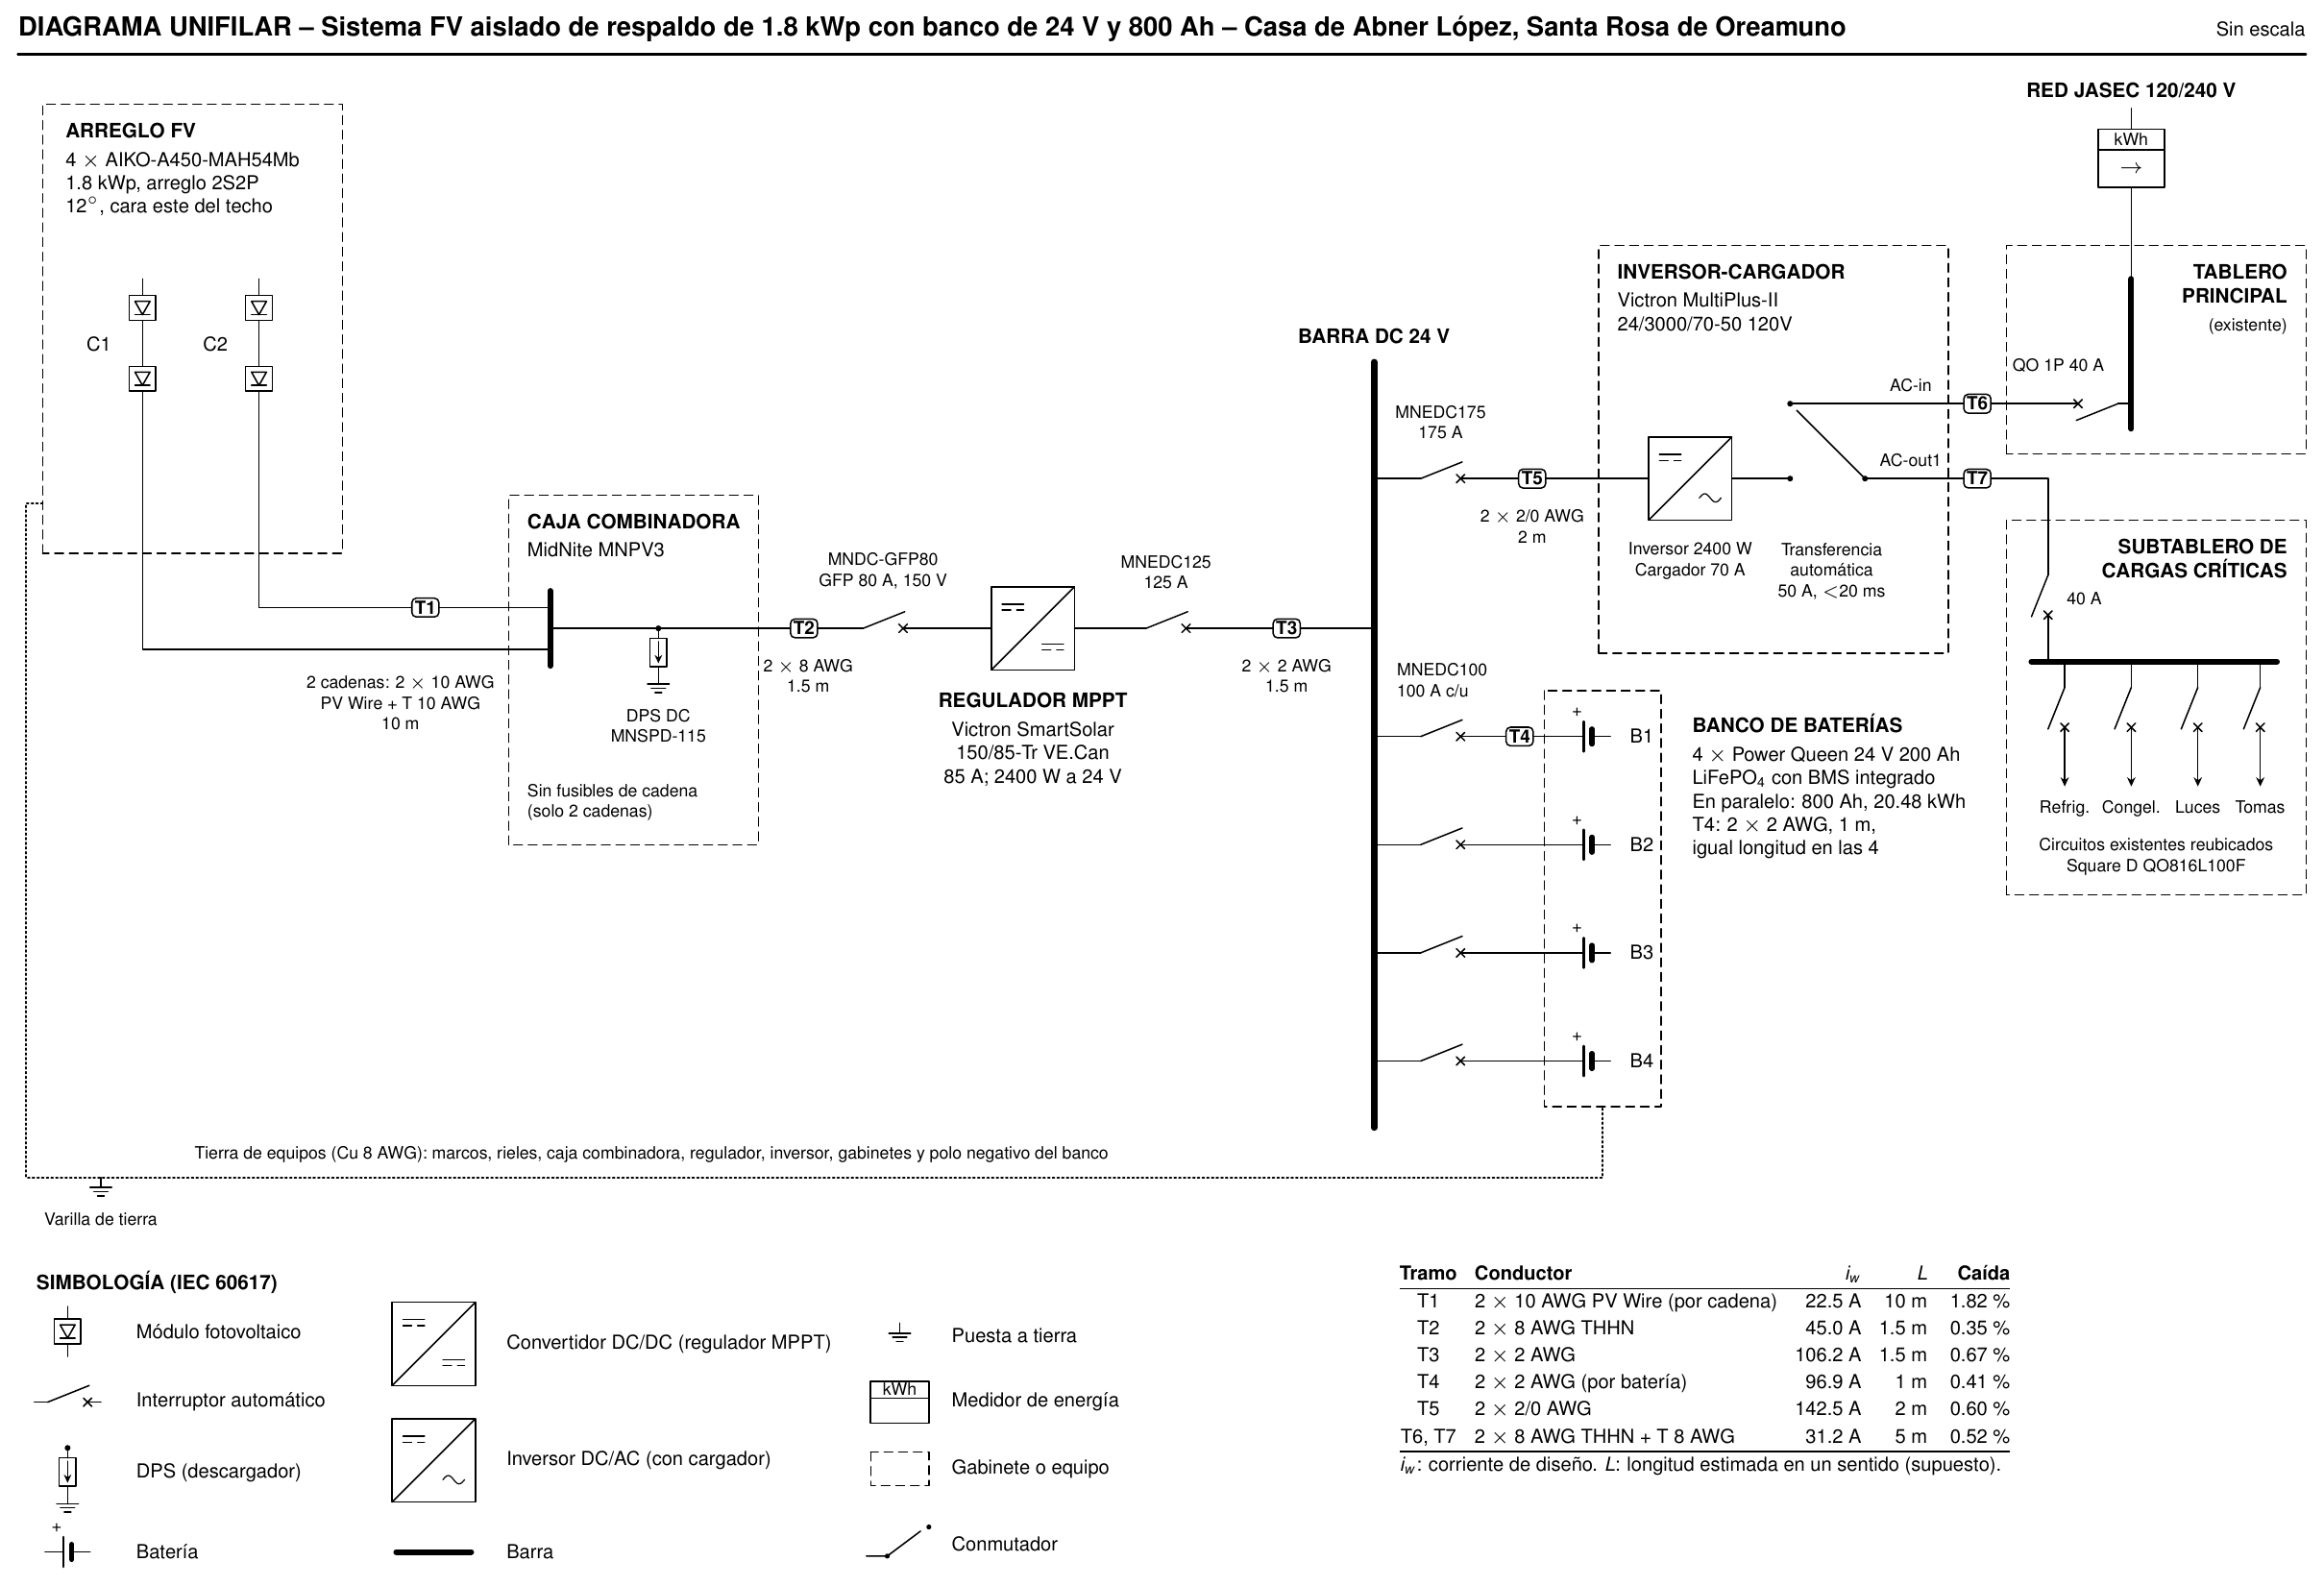 DIAGRAMA UNIFILAR – Sistema FV aislado de respaldo de 1.8 kWp con banco de 24 V y 800 Ah – Casa de Abner López, Santa Rosa de Oreamuno
Sin escala
RED JASEC 120/240 V
kWh
→
ARREGLO FV
4 × AIKO-A450-MAH54Mb
1.8 kWp, arreglo 2S2P
12°, cara este del techo
C1
C2
T1
2 cadenas: 2 × 10 AWG
PV Wire + T 10 AWG
10 m
CAJA COMBINADORA
MidNite MNPV3
DPS DC
MNSPD-115
Sin fusibles de cadena
(solo 2 cadenas)
T2
2 × 8 AWG
1.5 m
MNDC-GFP80
GFP 80 A, 150 V
REGULADOR MPPT
Victron SmartSolar
150/85-Tr VE.Can
85 A; 2400 W a 24 V
MNEDC125
125 A
T3
2 × 2 AWG
1.5 m
BARRA DC 24 V
MNEDC175
175 A
T5
2 × 2/0 AWG
2 m
INVERSOR-CARGADOR
Victron MultiPlus-II
24/3000/70-50 120V
AC-in
AC-out1
Inversor 2400 W
Cargador 70 A
Transferencia
automática
50 A, <20 ms
T6
T7
TABLERO
PRINCIPAL
(existente)
QO 1P 40 A
SUBTABLERO DE
CARGAS CRÍTICAS
40 A
Refrig. Congel. Luces Tomas
Circuitos existentes reubicados
Square D QO816L100F
MNEDC100
100 A c/u
T4
+
B1
+
B2
+
B3
+
B4
BANCO DE BATERÍAS
4 × Power Queen 24 V 200 Ah
LiFePO₄ con BMS integrado
En paralelo: 800 Ah, 20.48 kWh
T4: 2 × 2 AWG, 1 m,
igual longitud en las 4
Tierra de equipos (Cu 8 AWG): marcos, rieles, caja combinadora, regulador, inversor, gabinetes y polo negativo del banco
Varilla de tierra
SIMBOLOGÍA (IEC 60617)
Módulo fotovoltaico
Interruptor automático
DPS (descargador)
+
Batería
Convertidor DC/DC (regulador MPPT)
Inversor DC/AC (con cargador)
Barra
Puesta a tierra
kWh
Medidor de energía
Gabinete o equipo
Conmutador
Tramo Conductor i_w L Caída
T1 2 × 10 AWG PV Wire (por cadena) 22.5 A 10 m 1.82 %
T2 2 × 8 AWG THHN 45.0 A 1.5 m 0.35 %
T3 2 × 2 AWG 106.2 A 1.5 m 0.67 %
T4 2 × 2 AWG (por batería) 96.9 A 1 m 0.41 %
T5 2 × 2/0 AWG 142.5 A 2 m 0.60 %
T6, T7 2 × 8 AWG THHN + T 8 AWG 31.2 A 5 m 0.52 %
i_w: corriente de diseño. L: longitud estimada en un sentido (supuesto).